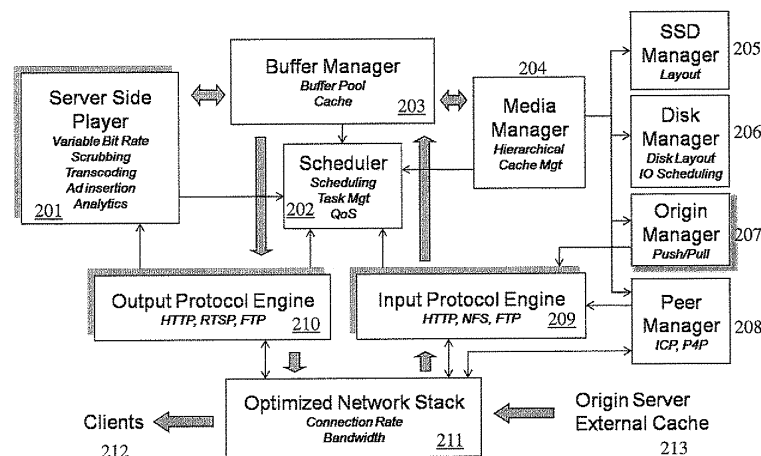 Server Side
Player
Variable Bit Rate
Scrubbing
Transcoding
Ad insertion
Analytics
201
Buffer Manager
Buffer Pool
Cache
203
Scheduler
Scheduling
Task Mgt
QoS
202
204
Media
Manager
Hierarchical
Cache Mgt
SSD
Manager
Layout
205
Disk
Manager
Disk Layout
IO Scheduling
206
Origin
Manager
Push/Pull
207
Peer
Manager
ICP, P4P
208
Output Protocol Engine
HTTP, RTSP, FTP
210
Input Protocol Engine
HTTP, NFS, FTP
209
Optimized Network Stack
Connection Rate
Bandwidth
211
Clients
212
Origin Server
External Cache
213